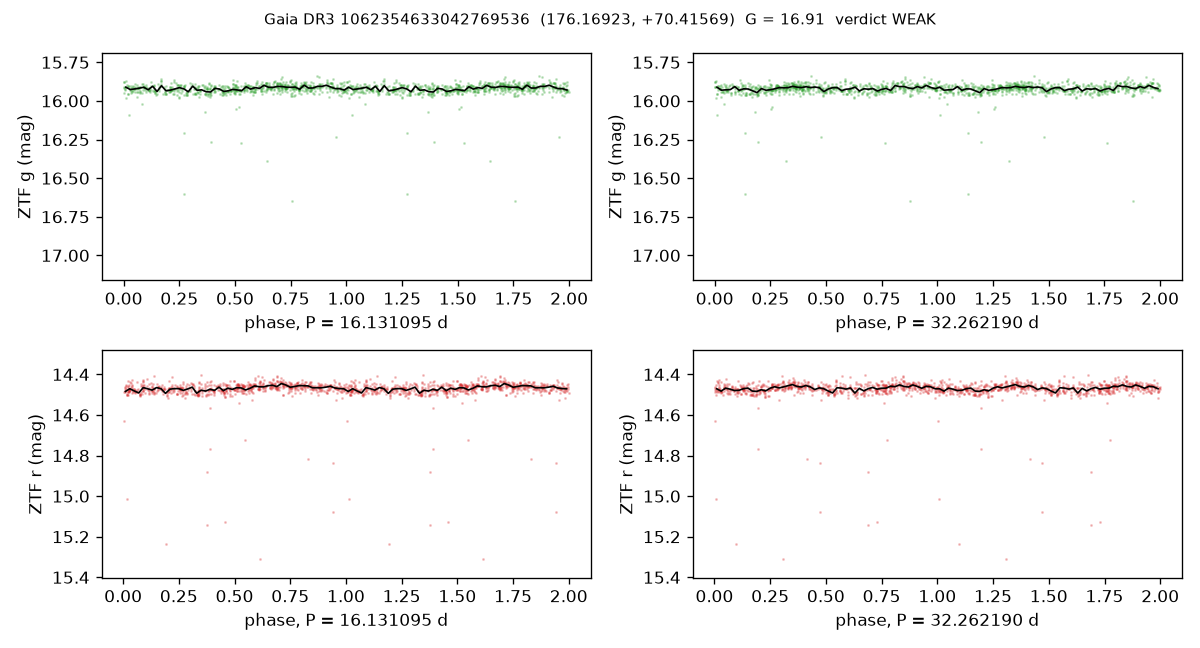 Gaia DR3 1062354633042769536 (176.16923, +70.41569) G = 16.91 verdict WEAK
ZTF g (mag)
15.75
16.00
16.25
16.50
16.75
17.00
0.00 0.25 0.50 0.75 1.00 1.25 1.50 1.75 2.00
phase, P = 16.131095 d
ZTF g (mag)
15.75
16.00
16.25
16.50
16.75
17.00
0.00 0.25 0.50 0.75 1.00 1.25 1.50 1.75 2.00
phase, P = 32.262190 d
ZTF r (mag)
14.4
14.6
14.8
15.0
15.2
15.4
0.00 0.25 0.50 0.75 1.00 1.25 1.50 1.75 2.00
phase, P = 16.131095 d
ZTF r (mag)
14.4
14.6
14.8
15.0
15.2
15.4
0.00 0.25 0.50 0.75 1.00 1.25 1.50 1.75 2.00
phase, P = 32.262190 d